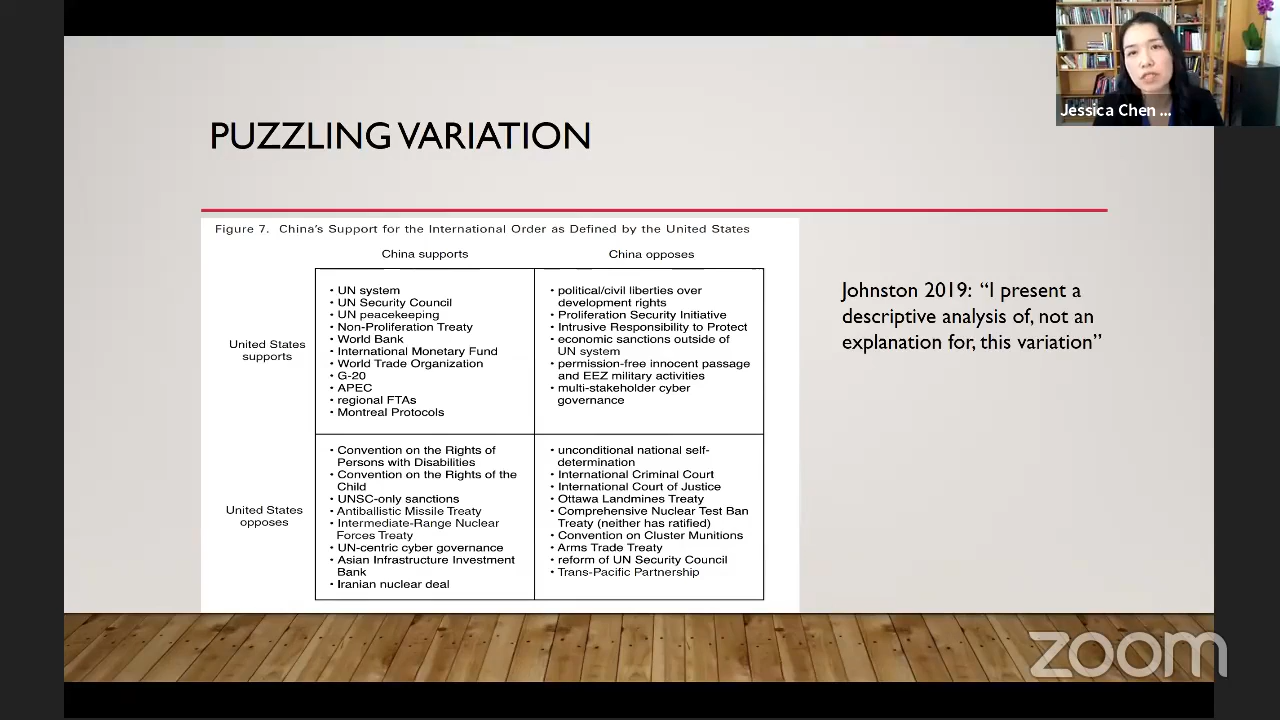 PUZZLING VARIATION
Jessica Chen ...
Figure 7. China's Support for the International Order as Defined by the United States
China supports
China opposes
United States
supports
• UN system
• UN Security Council
• UN peacekeeping
• Non-Proliferation Treaty
• World Bank
• International Monetary Fund
• World Trade Organization
• G-20
• APEC
• regional FTAs
• Montreal Protocols
• political/civil liberties over
development rights
• Proliferation Security Initiative
• Intrusive Responsibility to Protect
• economic sanctions outside of
UN system
• permission-free innocent passage
and EEZ military activities
• multi-stakeholder cyber
governance
United States
opposes
• Convention on the Rights of
Persons with Disabilities
• Convention on the Rights of the
Child
• UNSC-only sanctions
• Antiballistic Missile Treaty
• Intermediate-Range Nuclear
Forces Treaty
• UN-centric cyber governance
• Asian Infrastructure Investment
Bank
• Iranian nuclear deal
• unconditional national self-
determination
• International Criminal Court
• International Court of Justice
• Ottawa Landmines Treaty
• Comprehensive Nuclear Test Ban
Treaty (neither has ratified)
• Convention on Cluster Munitions
• Arms Trade Treaty
• reform of UN Security Council
• Trans-Pacific Partnership
Johnston 2019: “I present a
descriptive analysis of, not an
explanation for, this variation”
zoom